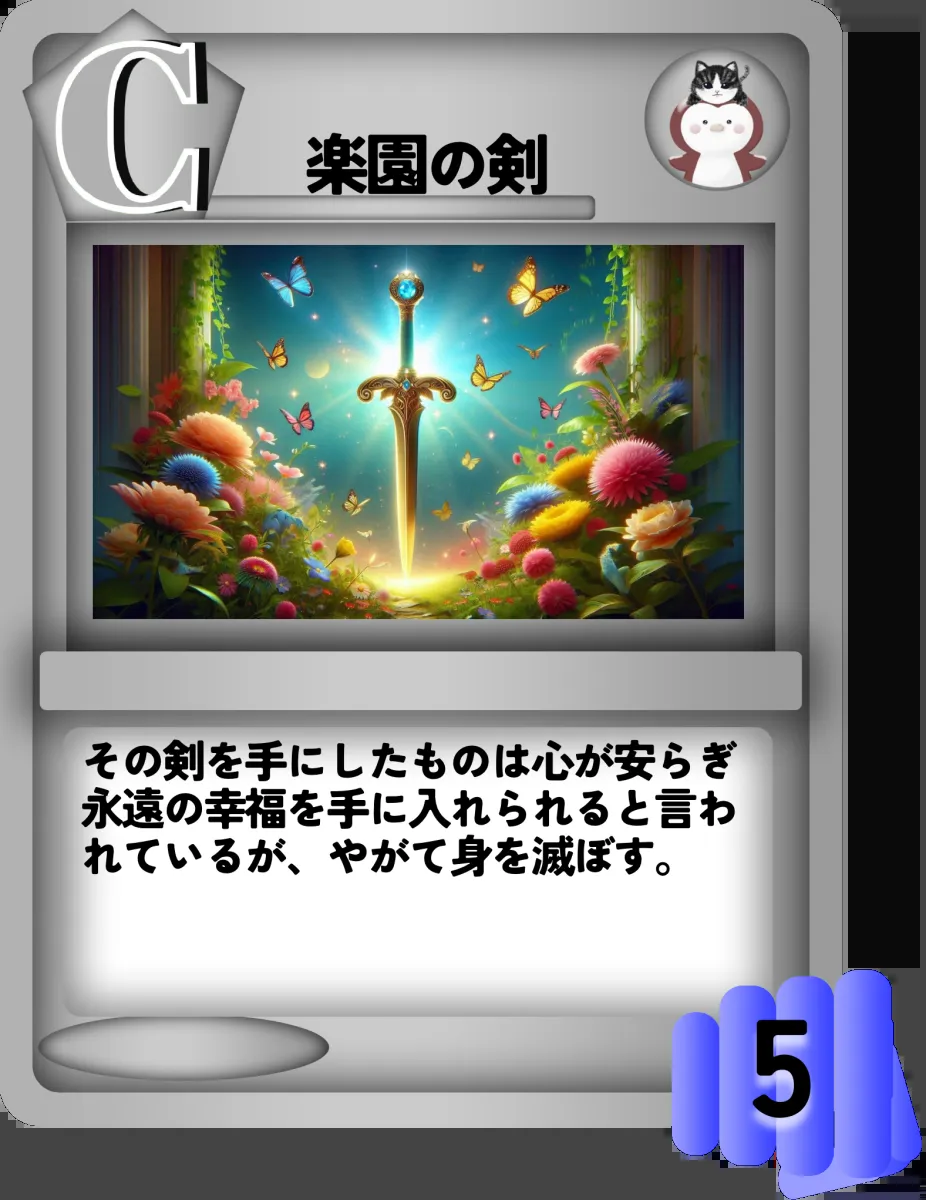 C
楽園の剣
その剣を手にしたものは心が安らぎ
永遠の幸福を手に入れられると言わ
れているが、やがて身を滅ぼす。
5